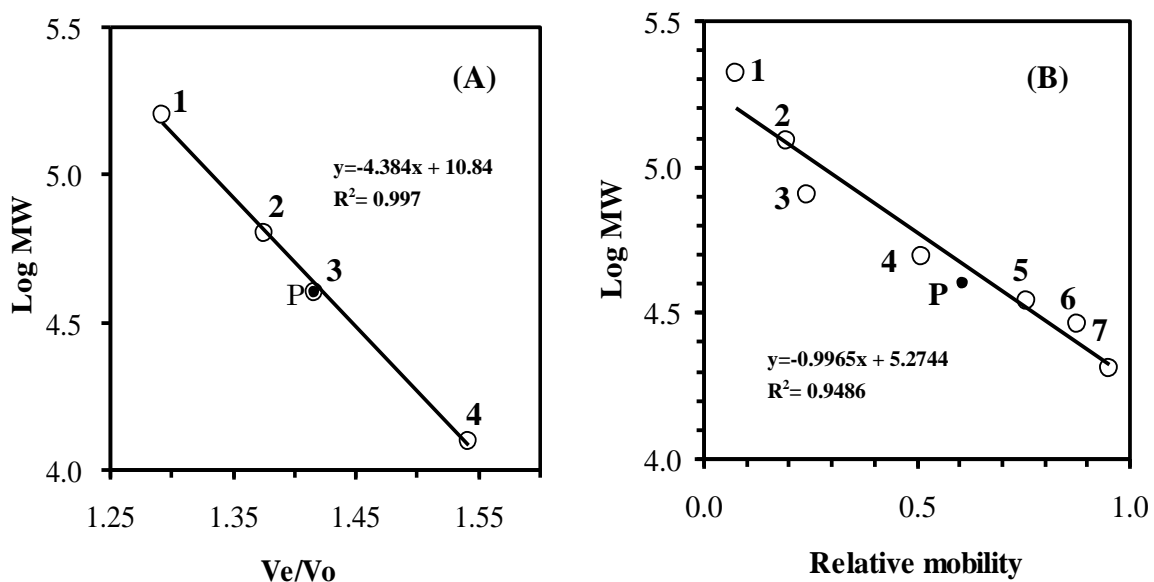 5.5
(A)
1
y=-4.384x + 10.84
R²= 0.997
5.0
2
3
P
4.5
4
4.0
Log MW
1.25
1.35
1.45
1.55
Ve/Vo
5.5
(B)
1
2
5.0
3
4
P
5
6
7
4.5
y=-0.9965x + 5.2744
R²= 0.9486
4.0
Log MW
0.0
0.5
1.0
Relative mobility